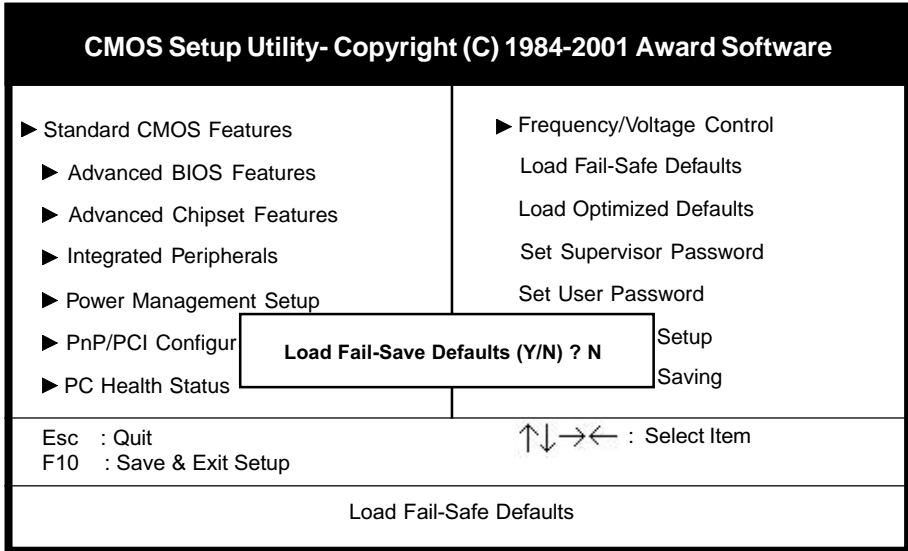 CMOS Setup Utility- Copyright (C) 1984-2001 Award Software
Standard CMOS Features
Advanced BIOS Features
Advanced Chipset Features
Integrated Peripherals
Power Management Setup
PnP/PCI Configur
PC Health Status
Frequency/Voltage Control
Load Fail-Safe Defaults
Load Optimized Defaults
Set Supervisor Password
Set User Password
Setup
Saving
Load Fail-Save Defaults (Y/N) ? N
Esc : Quit
F10 : Save & Exit Setup
↑↓→← : Select Item
Load Fail-Safe Defaults